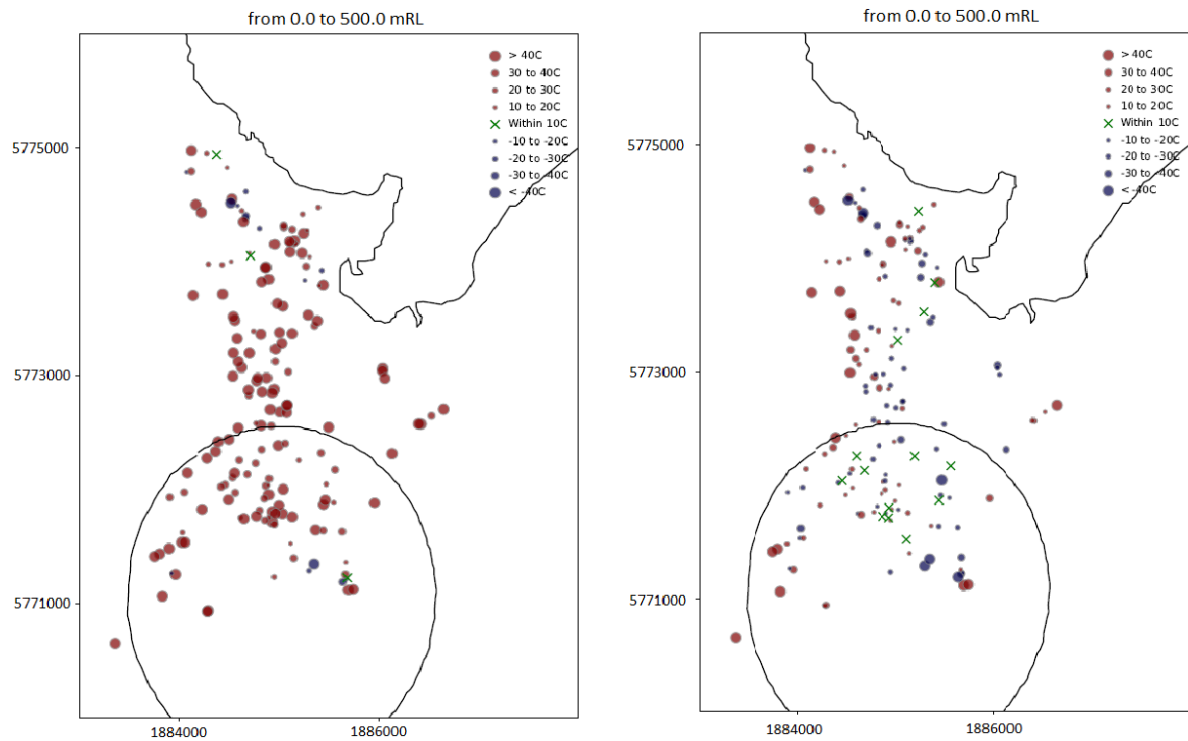 from 0.0 to 500.0 mRL
> 40C
30 to 40C
20 to 30C
10 to 20C
Within 10C
-10 to -20C
-20 to -30C
-30 to -40C
< -40C
5775000
5773000
5771000
1884000
1886000
from 0.0 to 500.0 mRL
> 40C
30 to 40C
20 to 30C
10 to 20C
Within 10C
-10 to -20C
-20 to -30C
-30 to -40C
< -40C
5775000
5773000
5771000
1884000
1886000